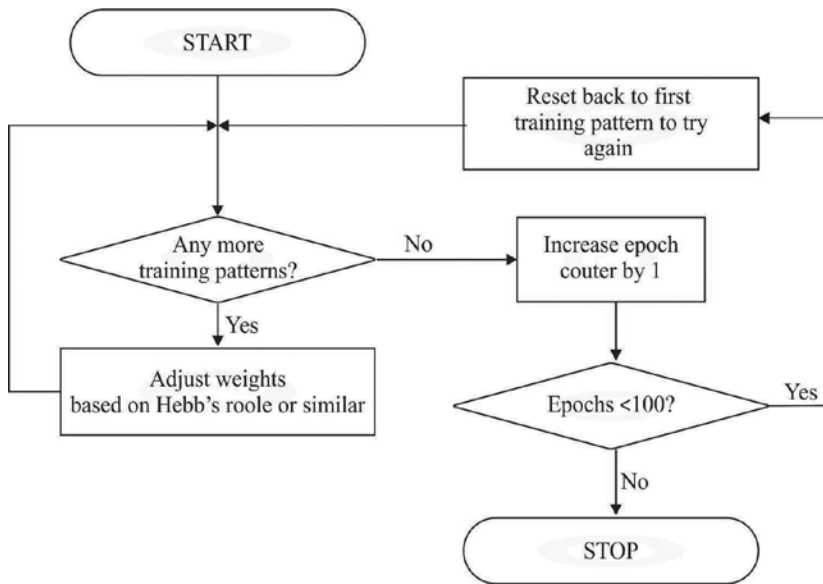 START
Reset back to first
training pattern to try
again
Any more
training patterns?
No
Increase epoch
couter by 1
Yes
Adjust weights
based on Hebb's roole or similar
Epochs <100?
Yes
No
STOP